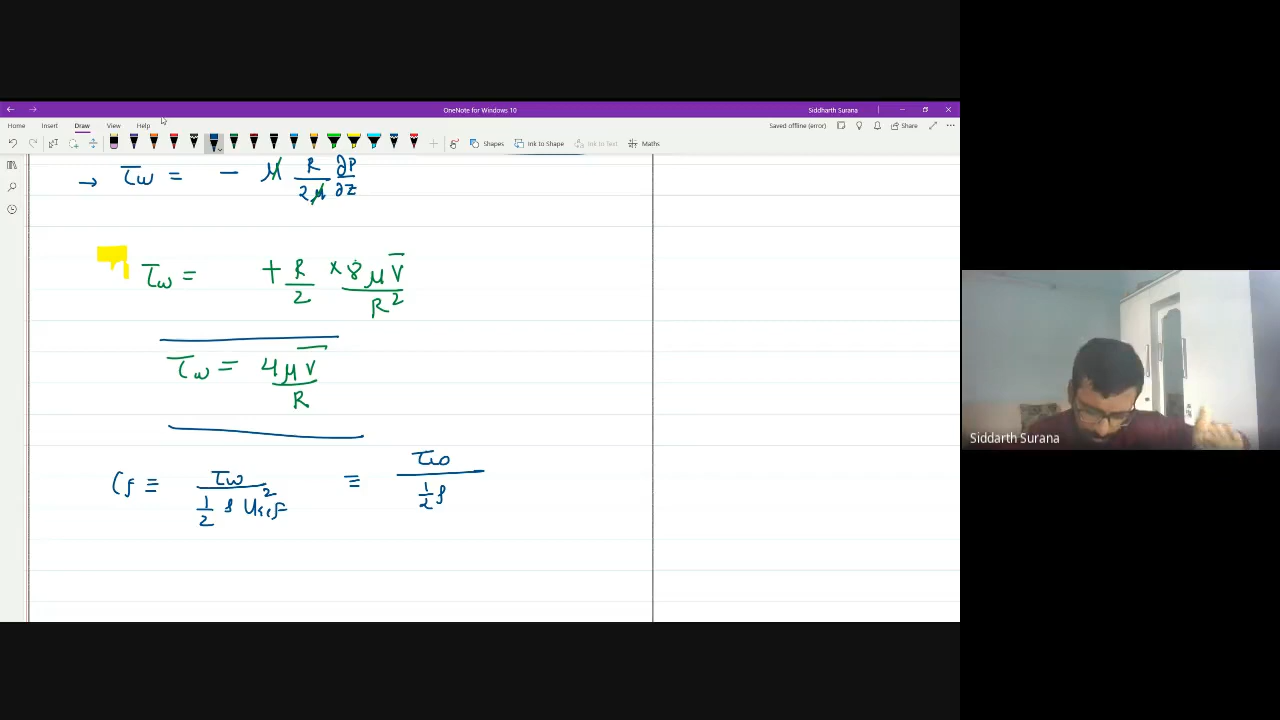 OneNote for Windows 10
Siddharth Surana
Home Insert Draw View Help
Saved offline (error) Share
Shapes Ink to Shape Ink to Text Maths
→ τw = − μ R/2μ ∂P/∂z
τw = + R/2 × 8μV̅/R²
τw = 4μV̅/R
Cf ≡ τw/(1/2 ρ U²ref) ≡ τw/(1/2 ρ
Siddarth Surana